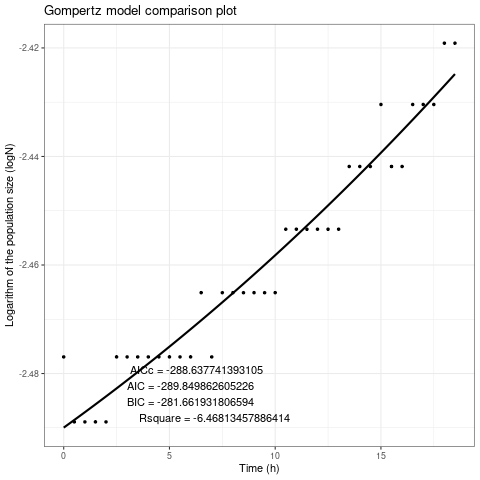 Gompertz model comparison plot
Logarithm of the population size (logN)
-2.42
-2.44
-2.46
-2.48
AICc = -288.637741393105
AIC = -289.849862605226
BIC = -281.661931806594
Rsquare = -6.46813457886414
0 5 10 15
Time (h)